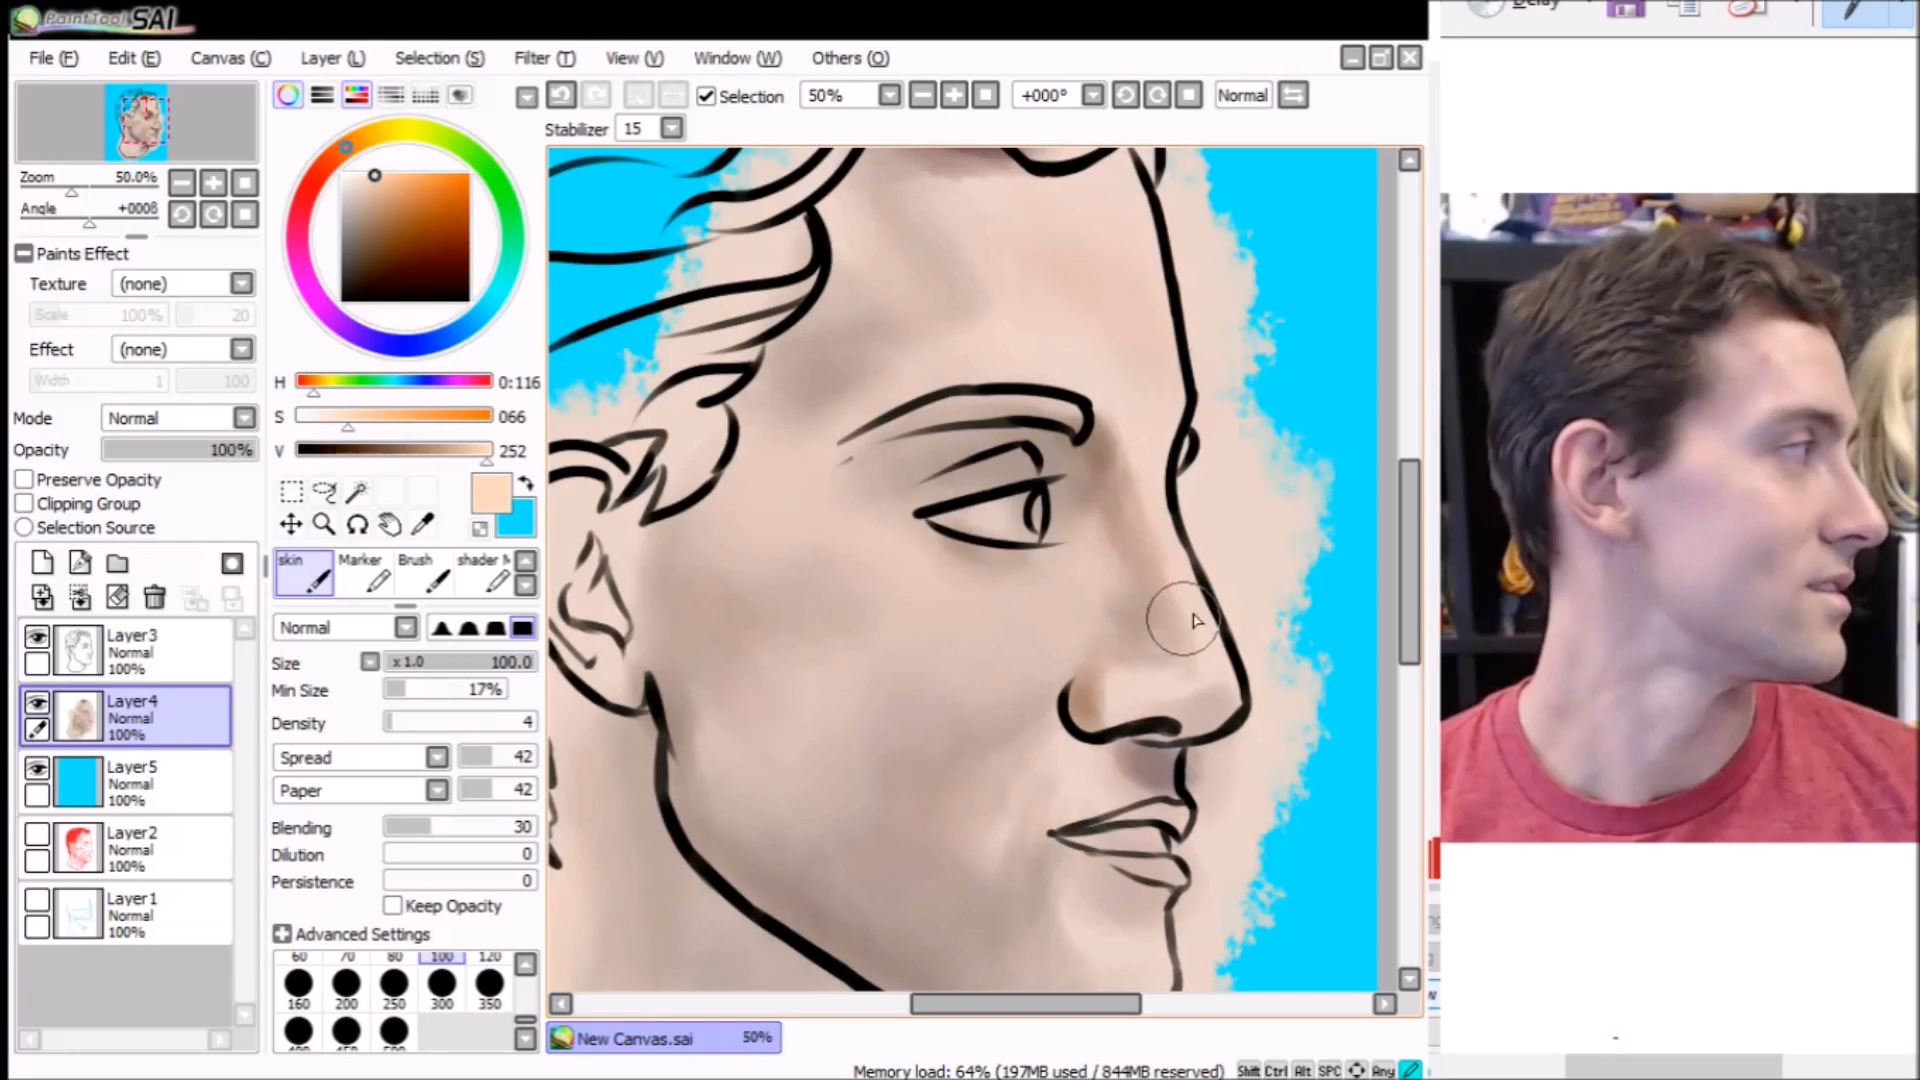 PaintTool SAI
File (F) Edit (E) Canvas (C) Layer (L) Selection (S) Filter (T) View (V) Window (W) Others (O)
Selection 50% +000° Normal
Stabilizer 15
Zoom 50.0%
Angle
Paints Effect
Texture (none)
Scale 100% 20
Effect (none)
Width 1 100
Mode Normal
Opacity 100%
Preserve Opacity
Clipping Group
Selection Source
Layer3
Normal
100%
Layer4
Normal
100%
Layer5
Normal
100%
Layer2
Normal
100%
Layer1
Normal
100%
H 0:116
S 066
V 252
skin Marker Brush shader
Normal
Size x 1.0 100.0
Min Size 17%
Density 4
Spread 42
Paper 42
Blending 30
Dilution 0
Persistence 0
Keep Opacity
Advanced Settings
60 70 80 100 120
160 200 250 300 350
New Canvas.sai 50%
Memory load: 64% (197MB used / 844MB reserved) Shift Ctrl Alt SPC Any